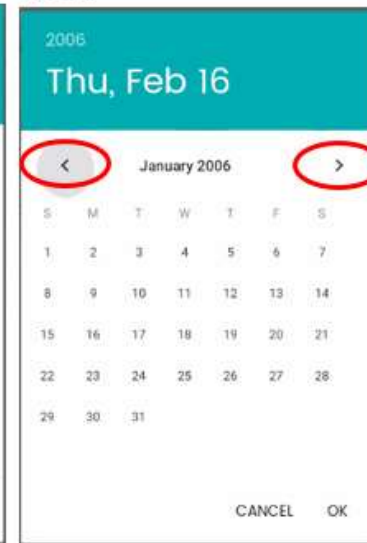 2006
Thu, Feb 16
< January 2006 >
S M T W T F S
1 2 3 4 5 6 7
8 9 10 11 12 13 14
15 16 17 18 19 20 21
22 23 24 25 26 27 28
29 30 31
CANCEL OK